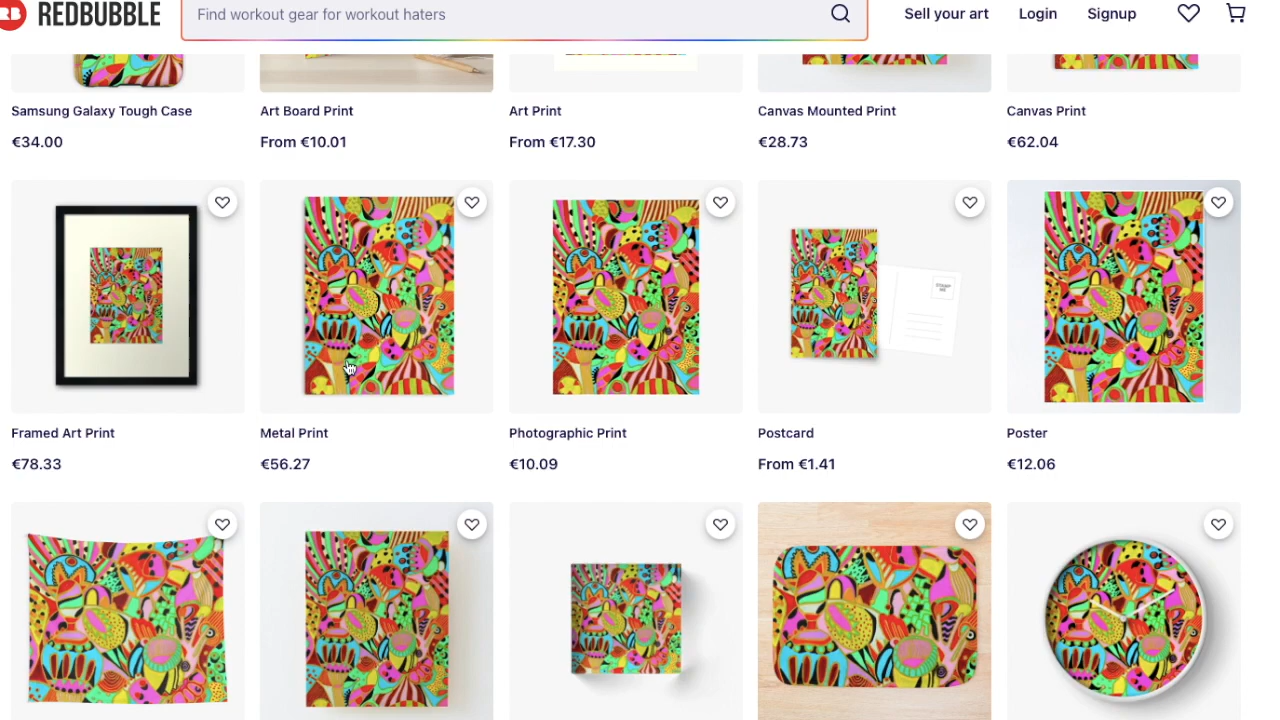 RB REDBUBBLE
Find workout gear for workout haters
Sell your art
Login
Signup
Samsung Galaxy Tough Case
€34.00
Art Board Print
From €10.01
Art Print
From €17.30
Canvas Mounted Print
€28.73
Canvas Print
€62.04
STAMP
Framed Art Print
€78.33
Metal Print
€56.27
Photographic Print
€10.09
Postcard
From €1.41
Poster
€12.06